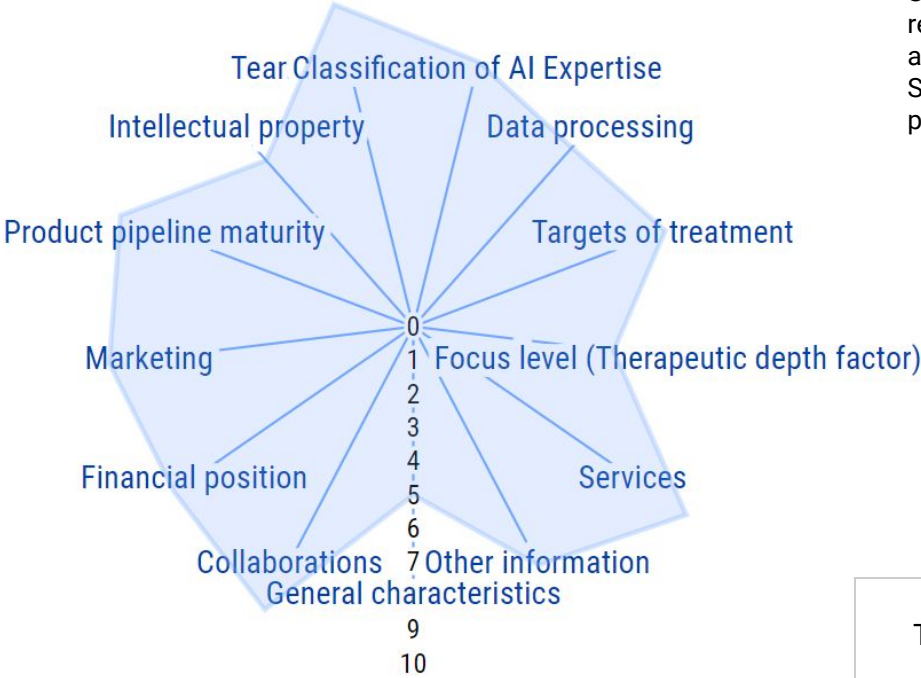 re
a
S
p
Tear Classification of AI Expertise
Intellectual property
Data processing
Product pipeline maturity
Targets of treatment
0
Marketing
1
Focus level (Therapeutic depth factor)
2
3
4
Financial position
Services
5
6
Collaborations
7
Other information
General characteristics
9
10